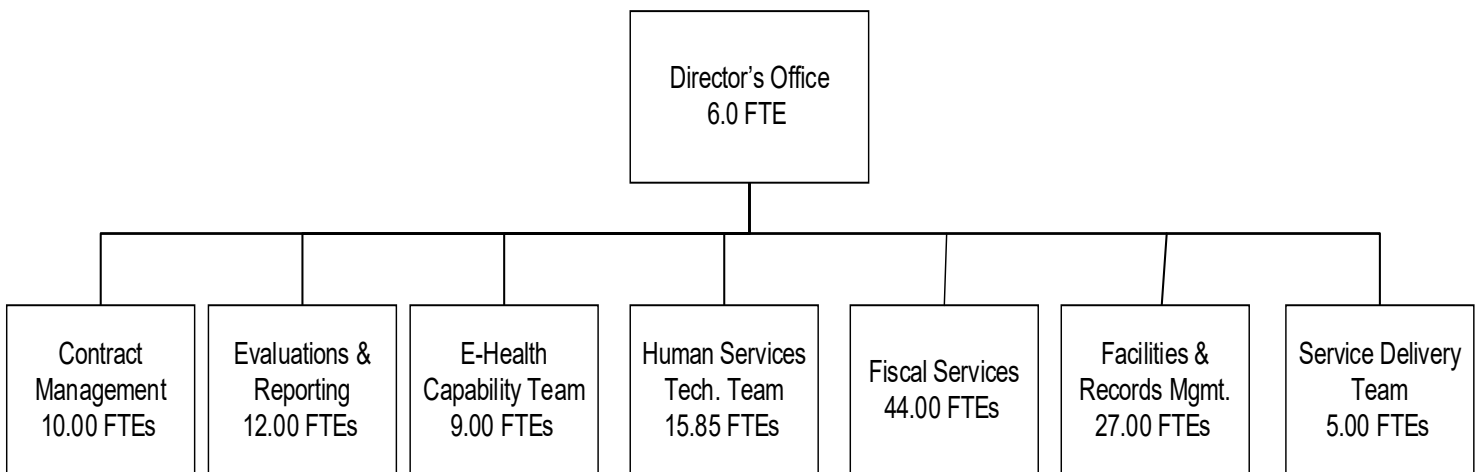 Director’s Office
6.0 FTE
Contract
Management
10.00 FTEs
Evaluations &
Reporting
12.00 FTEs
E-Health
Capability Team
9.00 FTEs
Human Services
Tech. Team
15.85 FTEs
Fiscal Services
44.00 FTEs
Facilities &
Records Mgmt.
27.00 FTEs
Service Delivery
Team
5.00 FTEs